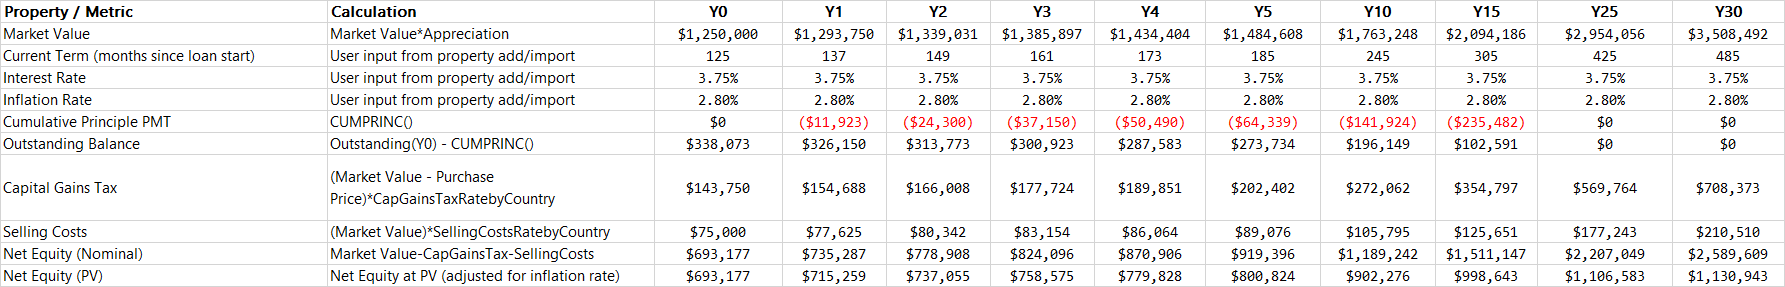 Property / Metric Calculation Y0 Y1 Y2 Y3 Y4 Y5 Y10 Y15 Y25 Y30
Market Value Market Value*Appreciation $1,250,000 $1,293,750 $1,339,031 $1,385,897 $1,434,404 $1,484,608 $1,763,248 $2,094,186 $2,954,056 $3,508,492
Current Term (months since loan start) User input from property add/import 125 137 149 161 173 185 245 305 425 485
Interest Rate User input from property add/import 3.75% 3.75% 3.75% 3.75% 3.75% 3.75% 3.75% 3.75% 3.75% 3.75%
Inflation Rate User input from property add/import 2.80% 2.80% 2.80% 2.80% 2.80% 2.80% 2.80% 2.80% 2.80% 2.80%
Cumulative Principle PMT CUMPRINC() $0 ($11,923) ($24,300) ($37,150) ($50,490) ($64,339) ($141,924) ($235,482) $0 $0
Outstanding Balance Outstanding(Y0) - CUMPRINC() $338,073 $326,150 $313,773 $300,923 $287,583 $273,734 $196,149 $102,591 $0 $0
Capital Gains Tax (Market Value - Purchase
Price)*CapGainsTaxRatebyCountry $143,750 $154,688 $166,008 $177,724 $189,851 $202,402 $272,062 $354,797 $569,764 $708,373
Selling Costs (Market Value)*SellingCostsRatebyCountry $75,000 $77,625 $80,342 $83,154 $86,064 $89,076 $105,795 $125,651 $177,243 $210,510
Net Equity (Nominal) Market Value-CapGainsTax-SellingCosts $693,177 $735,287 $778,908 $824,096 $870,906 $919,396 $1,189,242 $1,511,147 $2,207,049 $2,589,609
Net Equity (PV) Net Equity at PV (adjusted for inflation rate) $693,177 $715,259 $737,055 $758,575 $779,828 $800,824 $902,276 $998,643 $1,106,583 $1,130,943